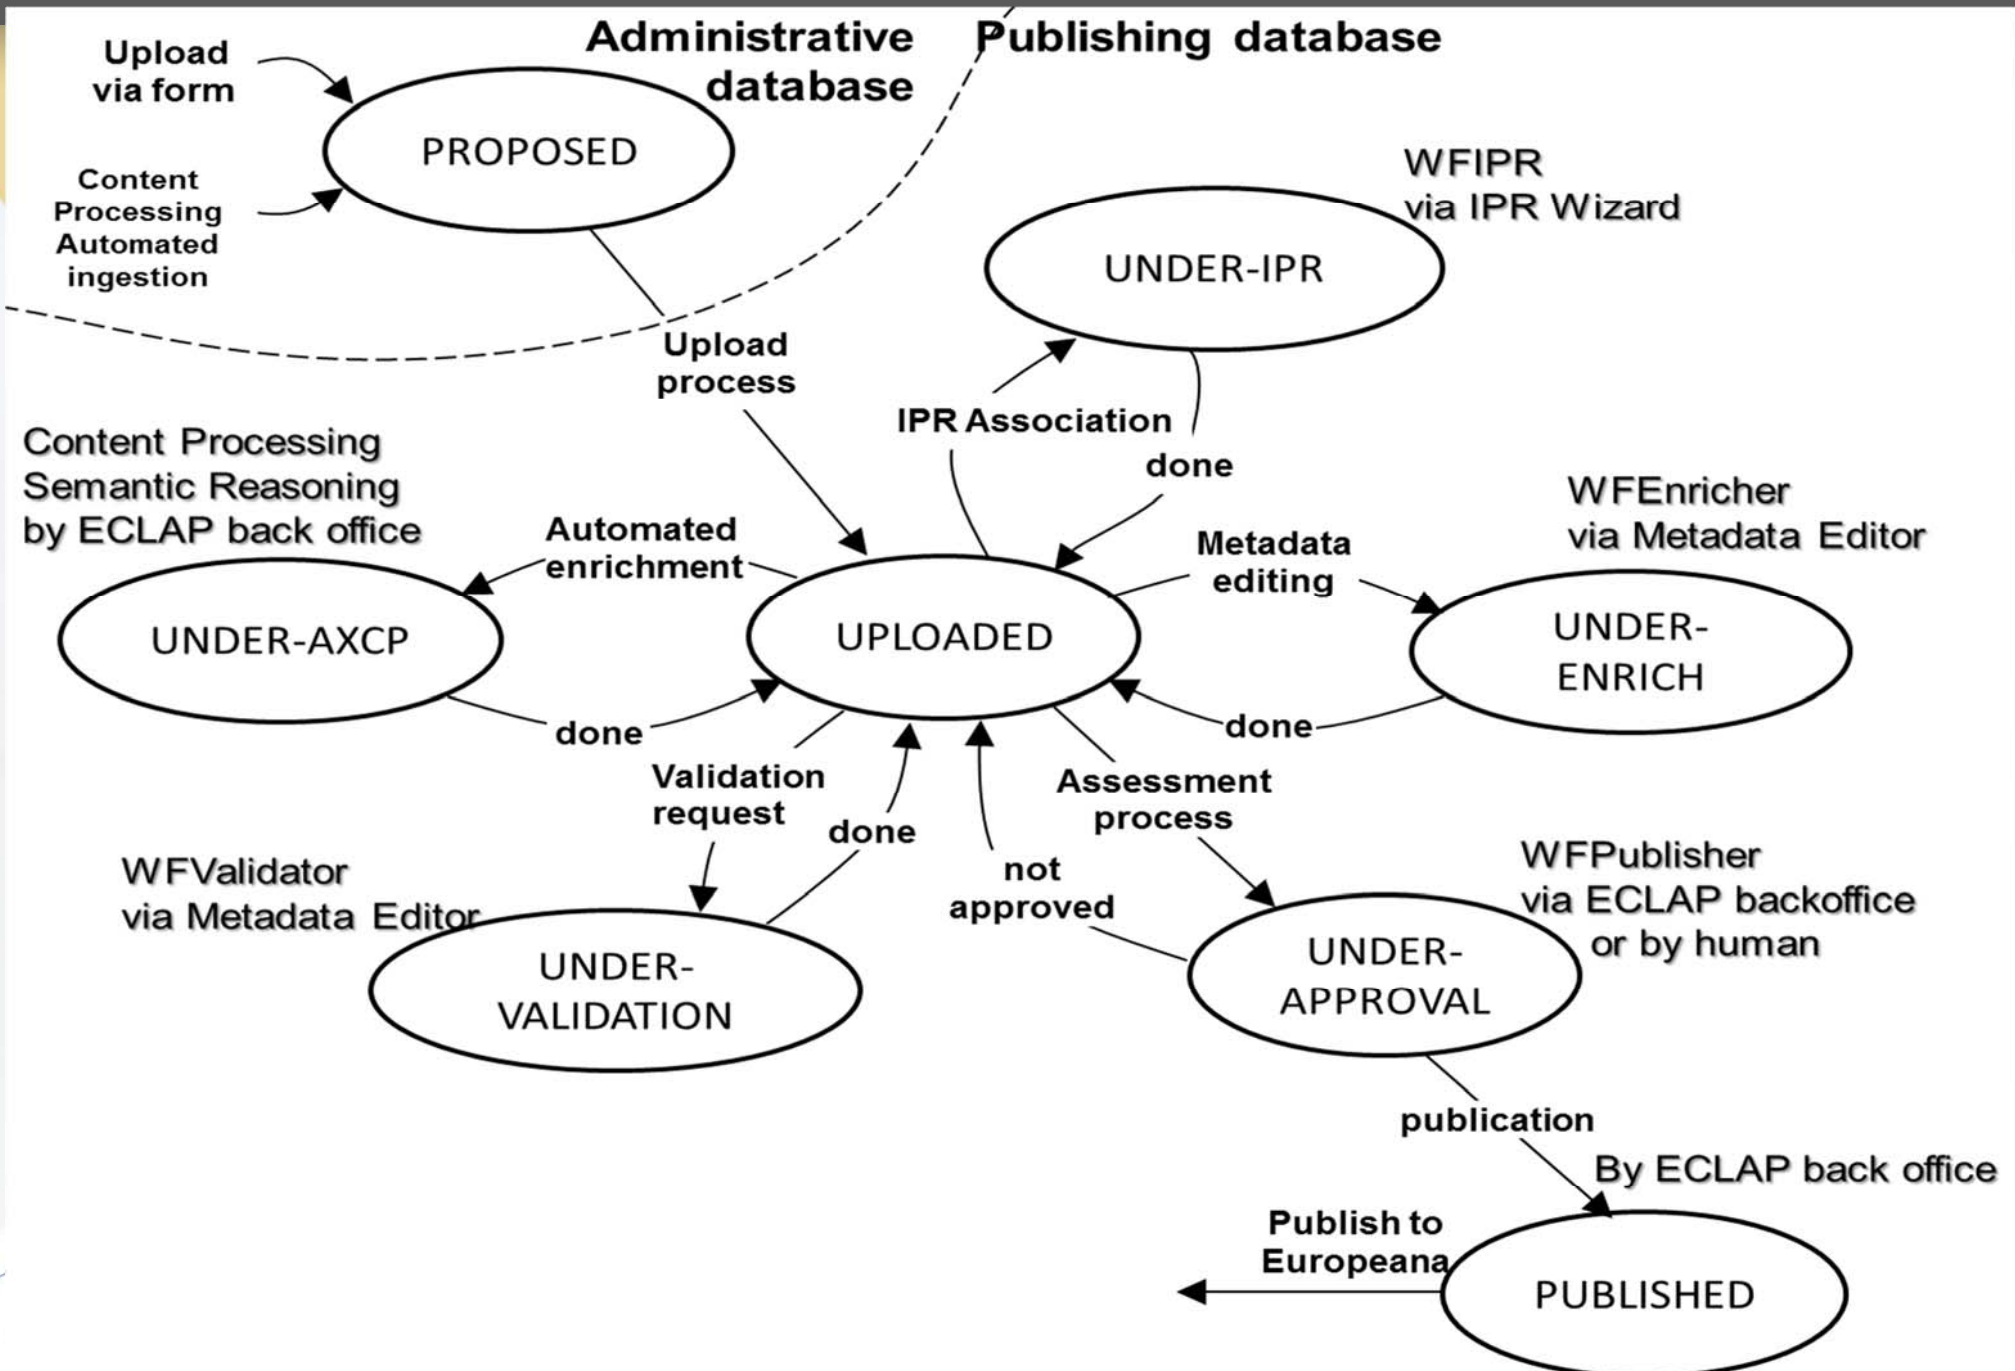 Upload
via form
Administrative
database
Publishing database
PROPOSED
Content
Processing
Automated
ingestion
WFIPR
via IPR Wizard
UNDER-IPR
Upload
process
IPR Association
done
Content Processing
Semantic Reasoning
by ECLAP back office
Automated
enrichment
Metadata
editing
WFEnricher
via Metadata Editor
UNDER-AXCP
UPLOADED
UNDER-
ENRICH
done
done
Validation
request
done
Assessment
process
not
approved
WFValidator
via Metadata Editor
WFPublisher
via ECLAP backoffice
or by human
UNDER-
VALIDATION
UNDER-
APPROVAL
publication
By ECLAP back office
Publish to
Europeana
PUBLISHED